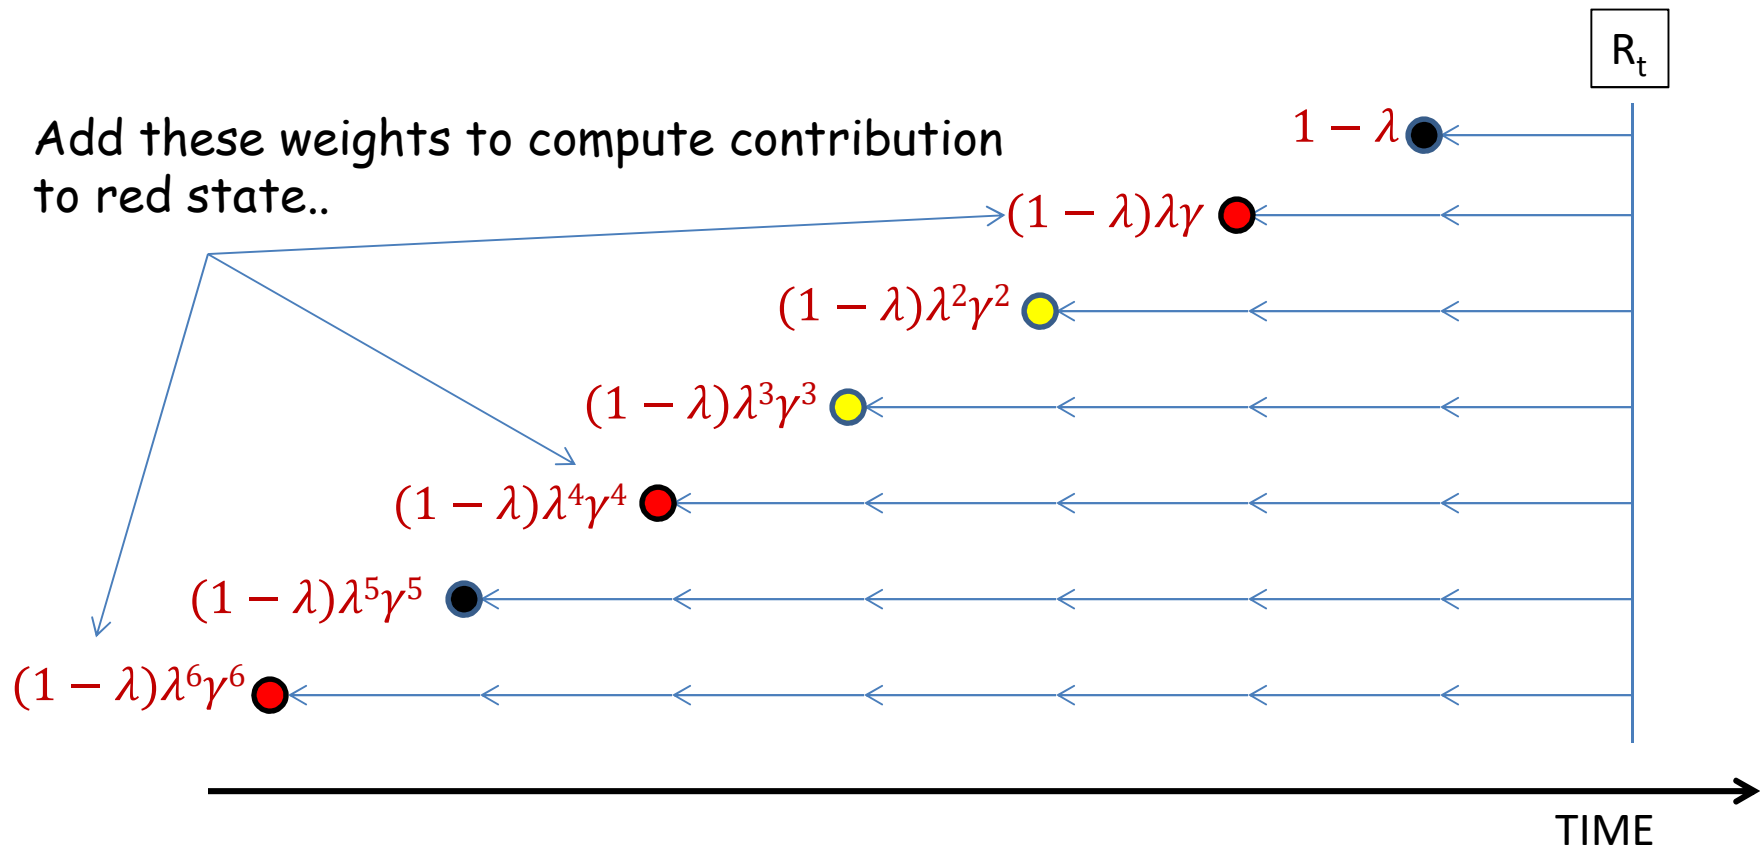 R_t
1 − λ
Add these weights to compute contribution
to red state..
(1 − λ)λγ
(1 − λ)λ²γ²
(1 − λ)λ³γ³
(1 − λ)λ⁴γ⁴
(1 − λ)λ⁵γ⁵
(1 − λ)λ⁶γ⁶
TIME